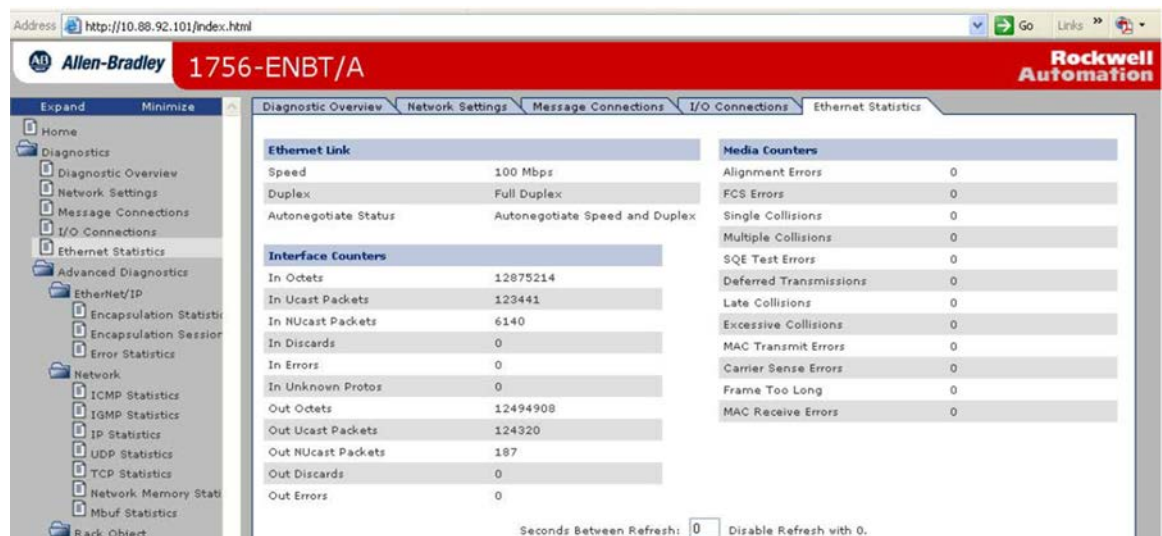 Address http://10.88.92.101/index.html Go Links »
AB Allen-Bradley 1756-ENBT/A Rockwell Automation
Expand Minimize
Home
Diagnostics
Diagnostic Overview
Network Settings
Message Connections
I/O Connections
Ethernet Statistics
Advanced Diagnostics
EtherNet/IP
Encapsulation Statistic
Encapsulation Session
Error Statistics
Network
ICMP Statistics
IGMP Statistics
IP Statistics
UDP Statistics
TCP Statistics
Network Memory Stati
Mbuf Statistics
Rack Object
Diagnostic Overview Network Settings Message Connections I/O Connections Ethernet Statistics
Ethernet Link
Speed 100 Mbps
Duplex Full Duplex
Autonegotiate Status Autonegotiate Speed and Duplex
Interface Counters
In Octets 12875214
In Ucast Packets 123441
In NUcast Packets 6140
In Discards 0
In Errors 0
In Unknown Protos 0
Out Octets 12494908
Out Ucast Packets 124320
Out NUcast Packets 187
Out Discards 0
Out Errors 0
Media Counters
Alignment Errors 0
FCS Errors 0
Single Collisions 0
Multiple Collisions 0
SQE Test Errors 0
Deferred Transmissions 0
Late Collisions 0
Excessive Collisions 0
MAC Transmit Errors 0
Carrier Sense Errors 0
Frame Too Long 0
MAC Receive Errors 0
Seconds Between Refresh: 0 Disable Refresh with 0.